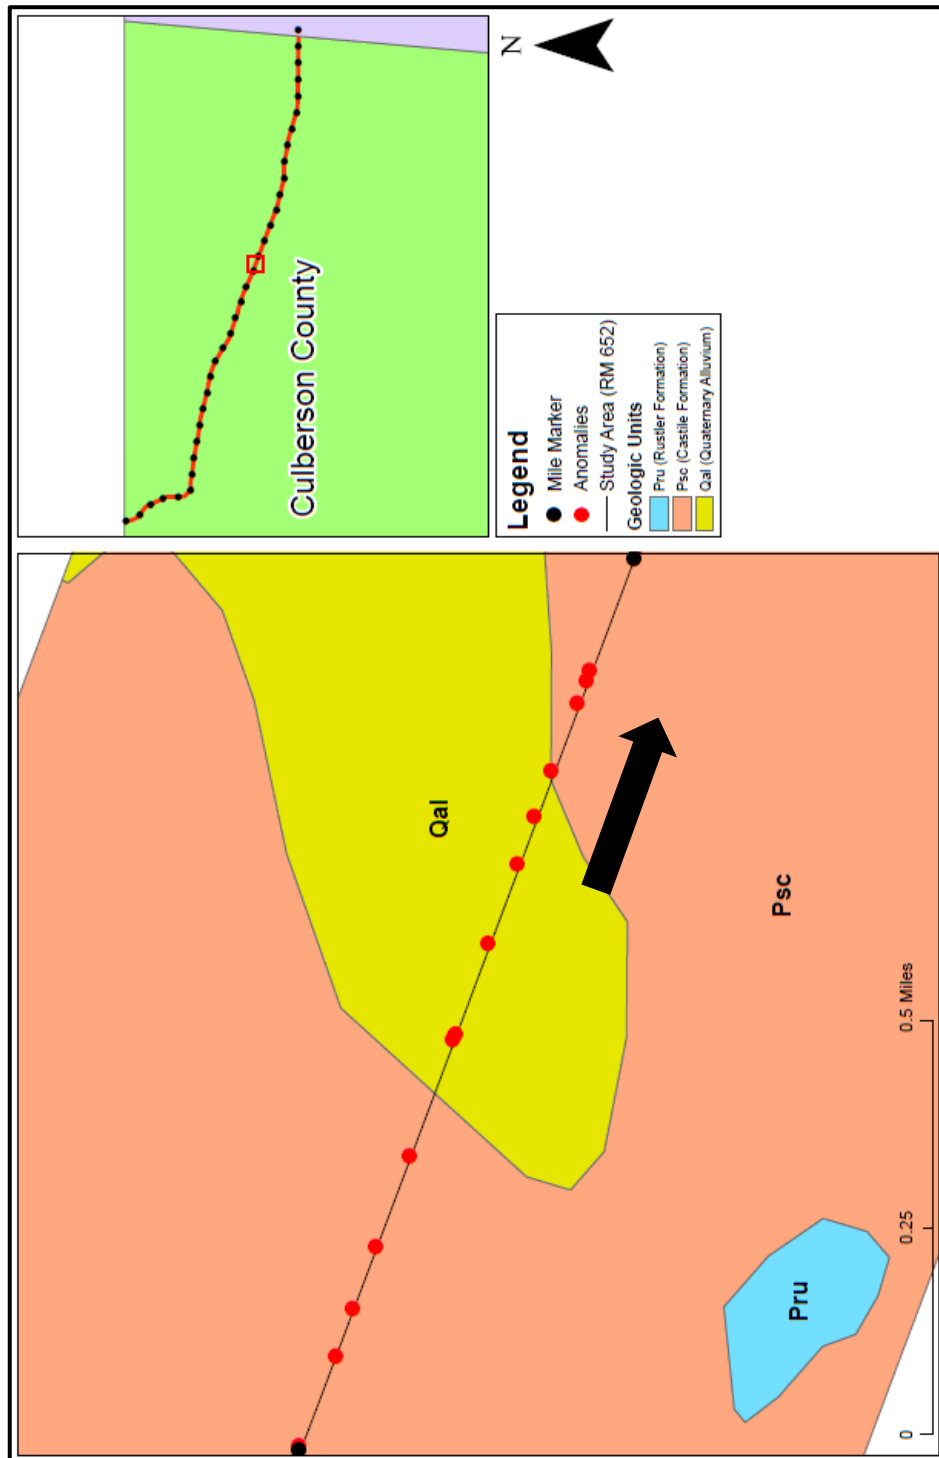 Culberson County
N
Legend
Mile Marker
Anomalies
Study Area (RM 652)
Geologic Units
Pru (Rustler Formation)
Psc (Castile Formation)
Qal (Quaternary Alluvium)
Qal
Psc
Pru
0 0.25 0.5 Miles